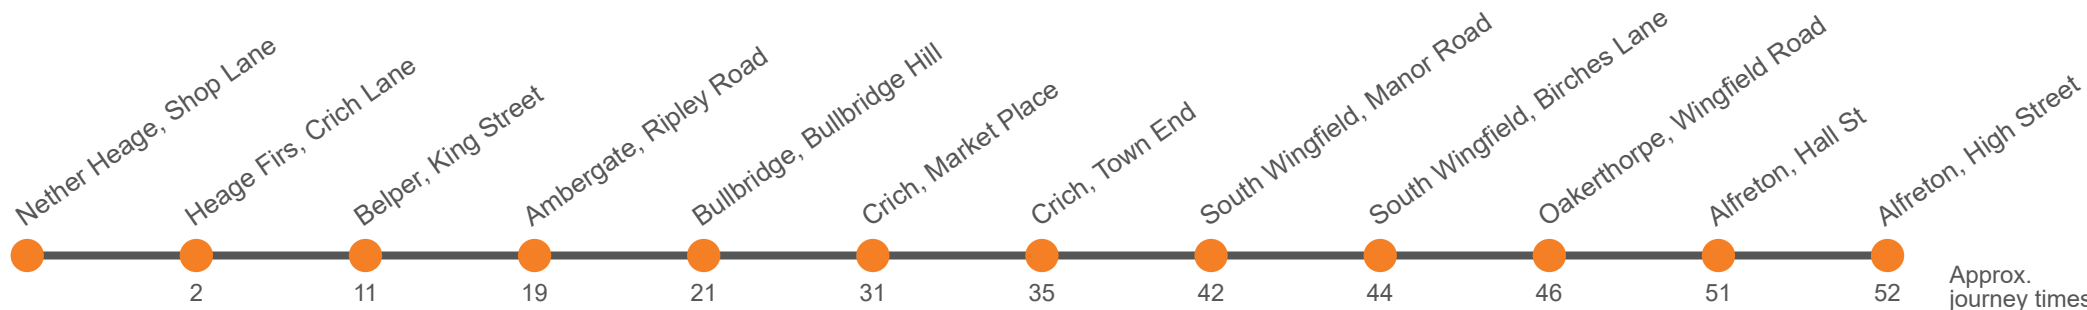 Nether Heage, Shop Lane
Heage Firs, Crich Lane
Belper, King Street
Ambergate, Ripley Road
Bullbridge, Bullbridge Hill
Crich, Market Place
Crich, Town End
South Wingfield, Manor Road
South Wingfield, Birches Lane
Oakerthorpe, Wingfield Road
Alfreton, Hall St
Alfreton, High Street
2 11 19 21 31 35 42 44 46 51 52
Approx.
journey times